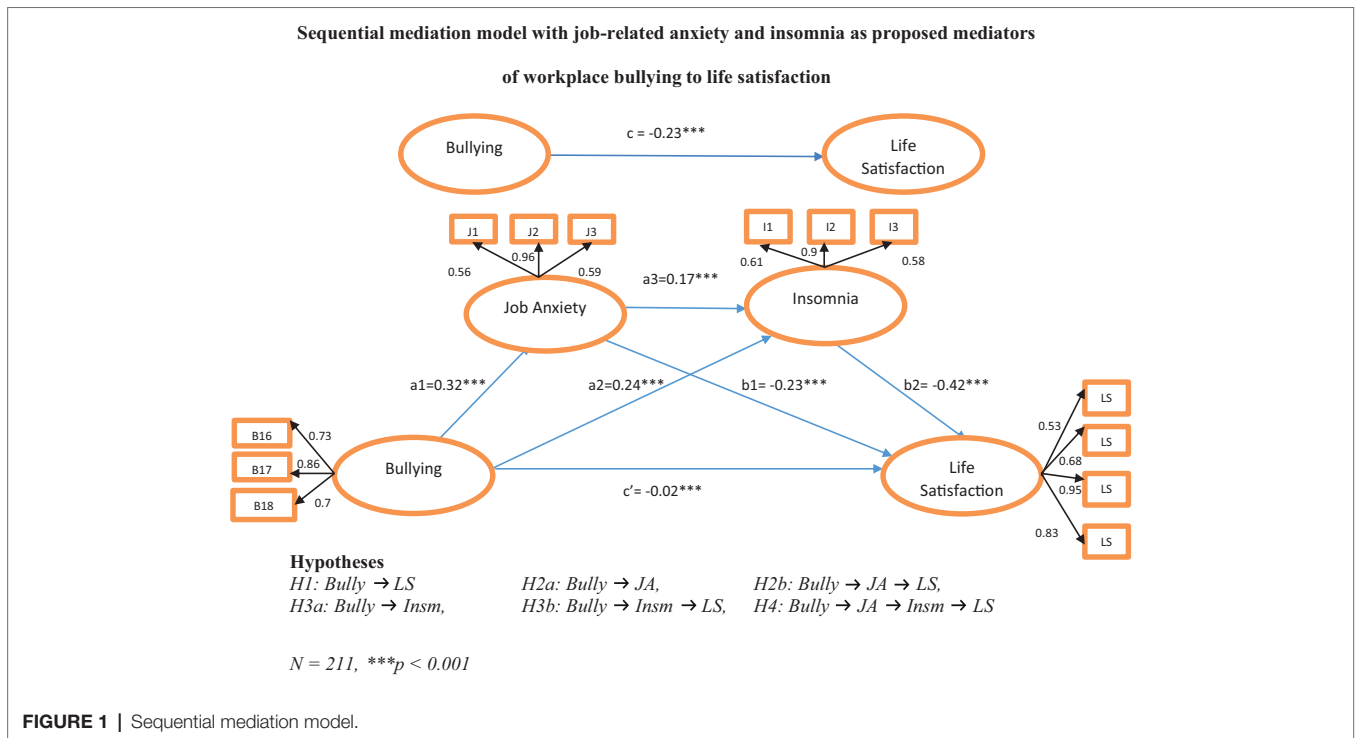 Sequential mediation model with job-related anxiety and insomnia as proposed mediators
of workplace bullying to life satisfaction
Bullying
c = -0.23***
Life
Satisfaction
J1 J2 J3
0.56 0.96 0.59
I1 I2 I3
0.61 0.9 0.58
Job Anxiety
a3=0.17***
Insomnia
a1=0.32***
a2=0.24***
b1= -0.23***
b2= -0.42***
B16
0.73
B17
0.86
B18
0.7
Bullying
c’= -0.02***
Life
Satisfaction
LS
0.53
LS
0.68
LS
0.95
LS
0.83
Hypotheses
H1: Bully → LS H2a: Bully → JA, H2b: Bully → JA → LS,
H3a: Bully → Insm, H3b: Bully → Insm → LS, H4: Bully → JA → Insm → LS
N = 211, ***p < 0.001
FIGURE 1 | Sequential mediation model.